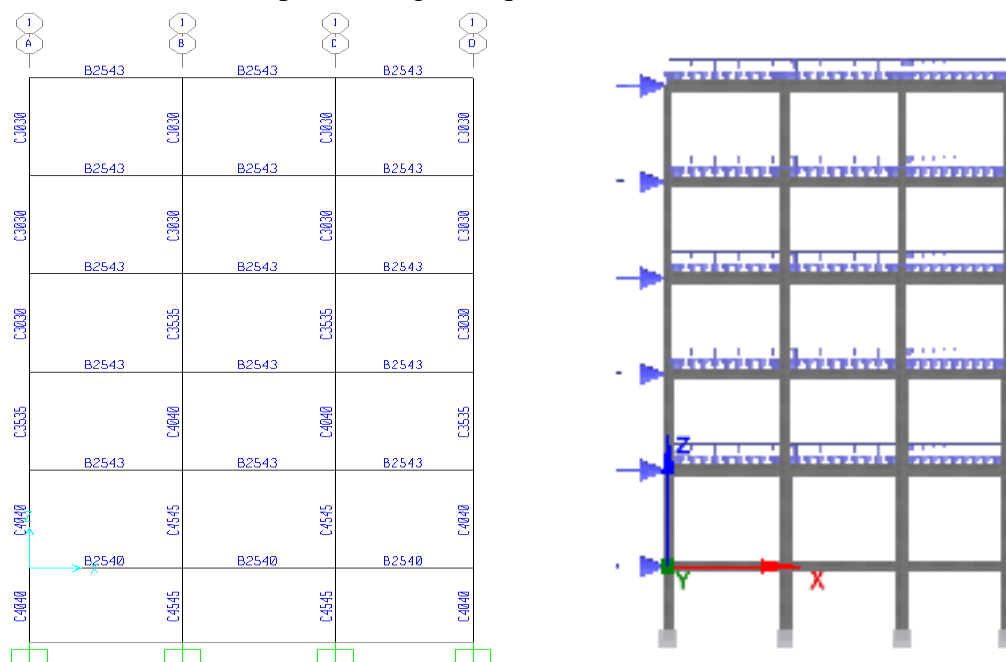 1 1 1 1
A B C D
B2543 B2543 B2543
C3030 C3030 C3030 C3030
B2543 B2543 B2543
C3030 C3030 C3030 C3030
B2543 B2543 B2543
C3030 C3535 C3535 C3030
B2543 B2543 B2543
C3535 C4040 C4040 C3535
B2543 B2543 B2543
C4040 C4545 C4545 C4040
B2540 B2540 B2540
X
C4040 C4545 C4545 C4040
Z
Y
X